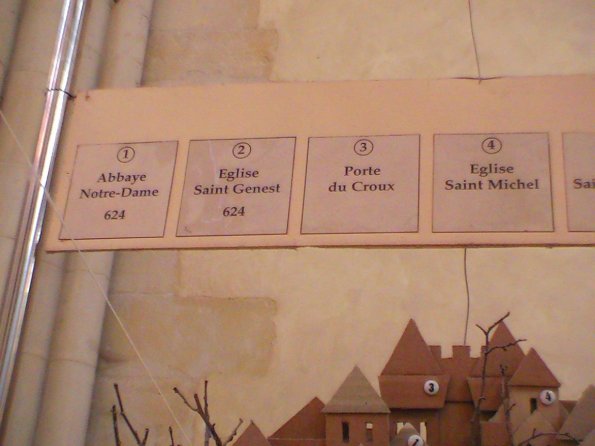 1
Abbaye
Notre-Dame
624
2
Eglise
Saint Genest
624
3
Porte
du Croux
4
Eglise
Saint Michel
3
4